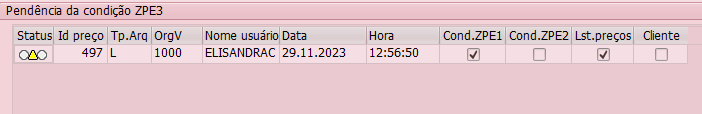 Pendência da condição ZPE3
Status Id preço Tp.Arq OrgV Nome usuário Data Hora Cond.ZPE1 Cond.ZPE2 Lst.preços Cliente
497 L 1000 ELISANDRAC 29.11.2023 12:56:50